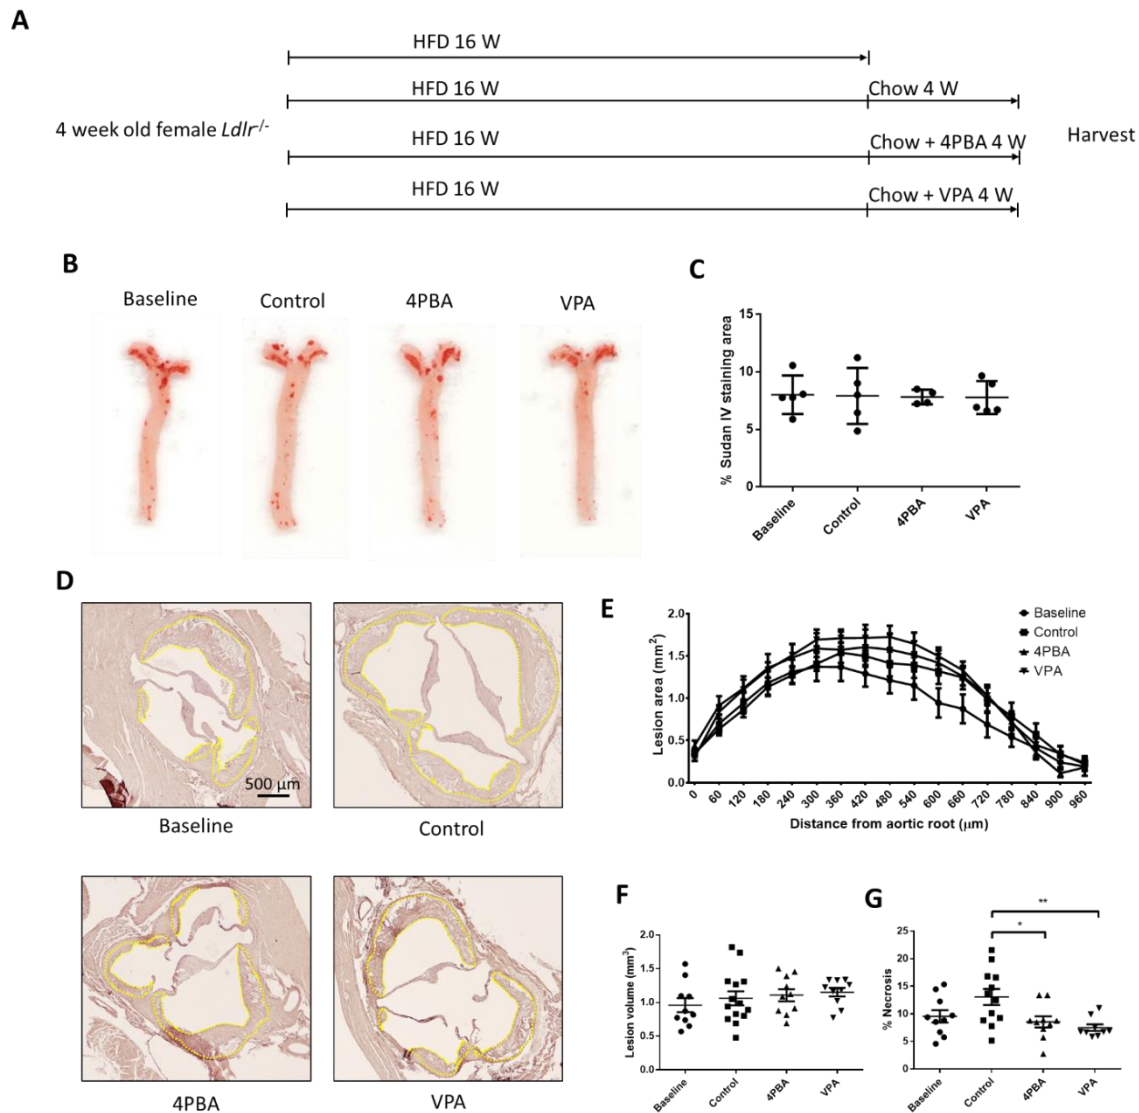 A
HFD 16 W
HFD 16 W
Chow 4 W
4 week old female Ldlr-/-
HFD 16 W
Chow + 4PBA 4 W
Harvest
HFD 16 W
Chow + VPA 4 W
B
Baseline
Control
4PBA
VPA
C
% Sudan IV staining area
15
10
5
0
Baseline
Control
4PBA
VPA
D
500 µm
Baseline
Control
4PBA
VPA
E
Lesion area (mm²)
2.0
1.5
1.0
0.5
0.0
Baseline
Control
4PBA
VPA
0 60 120 180 240 300 360 420 480 540 600 660 720 780 840 900 960
Distance from aortic root (µm)
F
Lesion volume (mm³)
2.0
1.5
1.0
0.5
0.0
Baseline
Control
4PBA
VPA
G
% Necrosis
25
20
15
10
5
0
**
*
Baseline
Control
4PBA
VPA